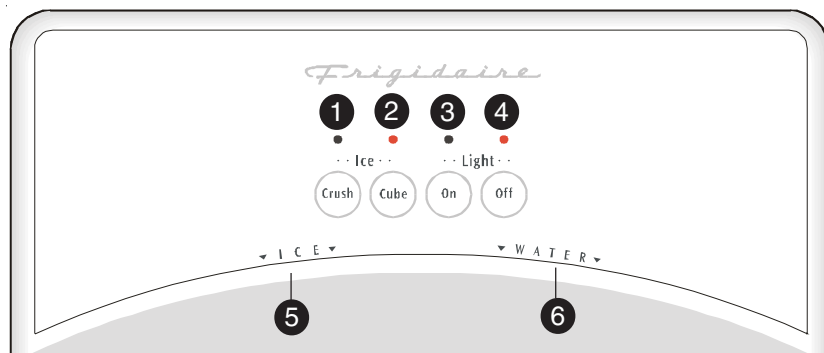 Frigidaire
1 2 3 4
·· Ice ·· ·· Light ··
Crush Cube On Off
ICE WATER
5 6